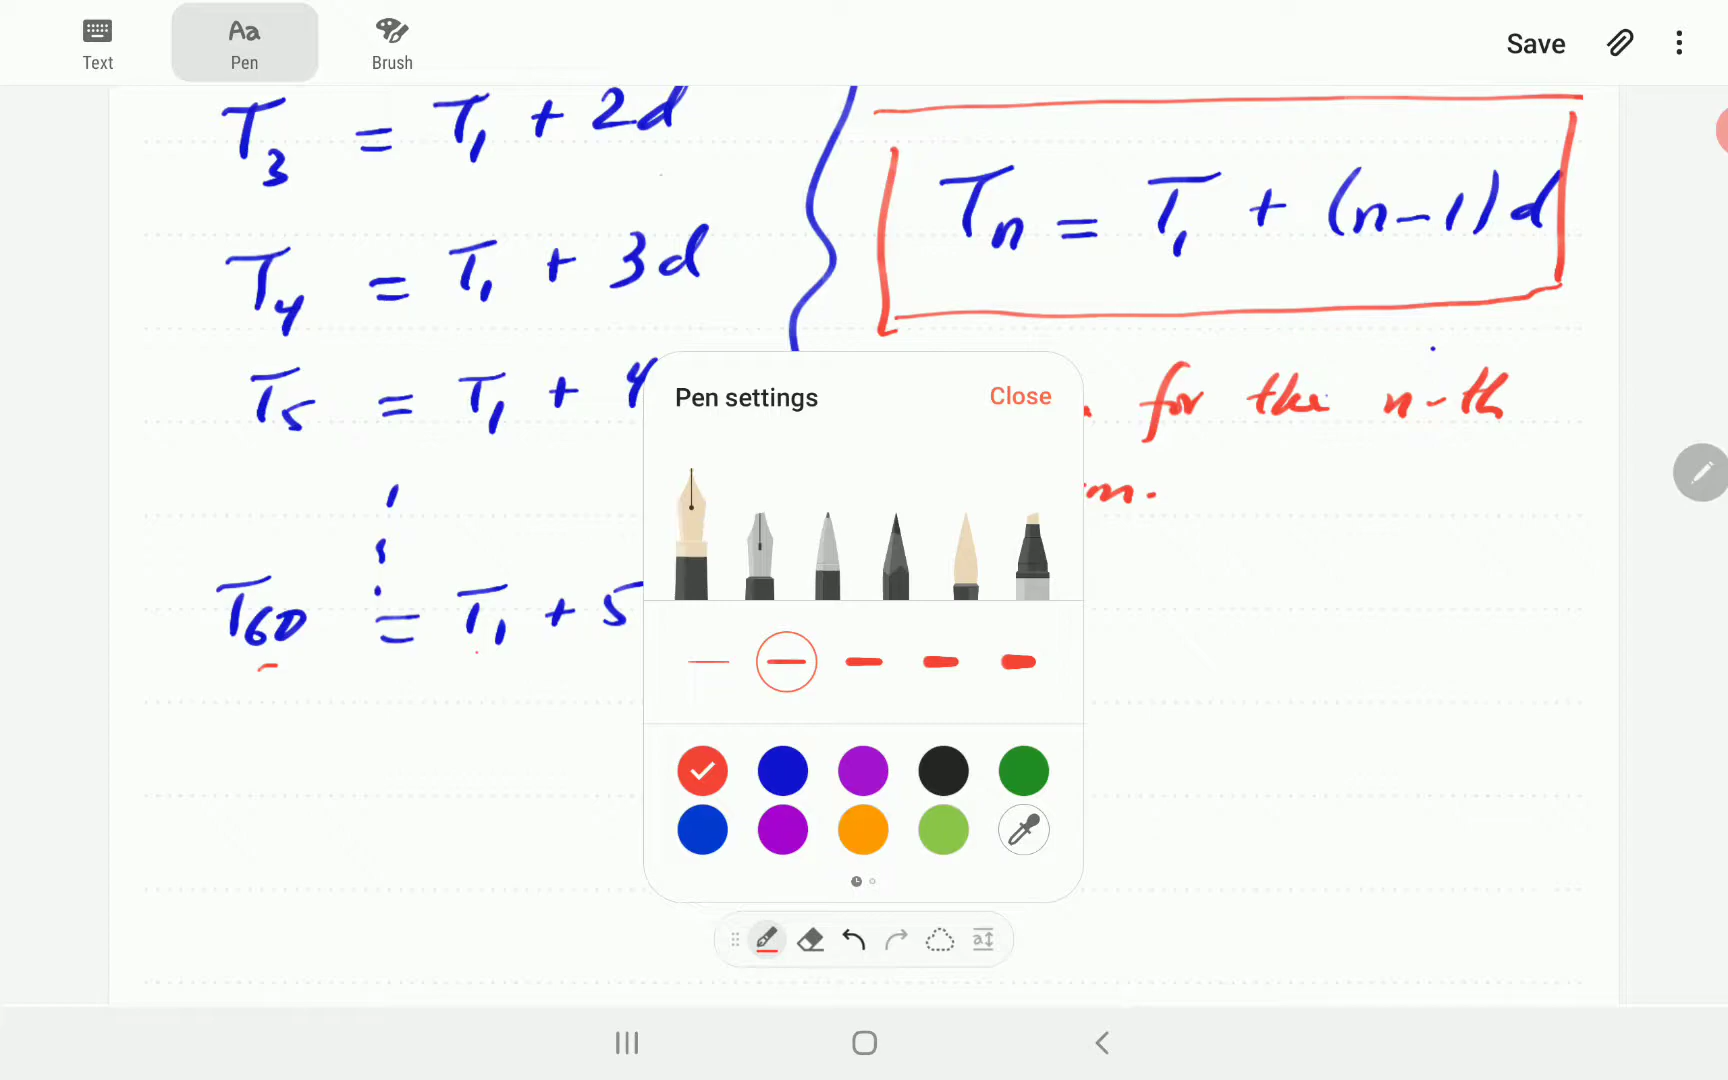 Text
Aa
Pen
Brush
Save
T3 = T1 + 2d
Tn = T1 + (n-1)d
T4 = T1 + 3d
T5 = T1 + 4
for the n-th
Pen settings
Close
T60 = T1 + 5